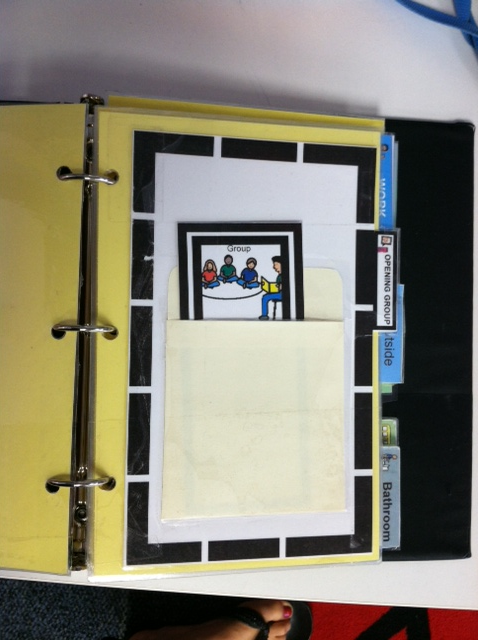 Group
WORK
OPENING GROUP
tside
Bathroom